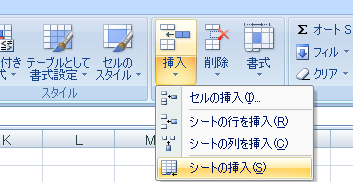 付き
テーブルとして
書式設定
セルの
スタイル
スタイル
挿入
削除
書式
Σ オート S
フィル
クリア
セルの挿入(I)...
シートの行を挿入(R)
シートの列を挿入(C)
シートの挿入(S)
K
L
M